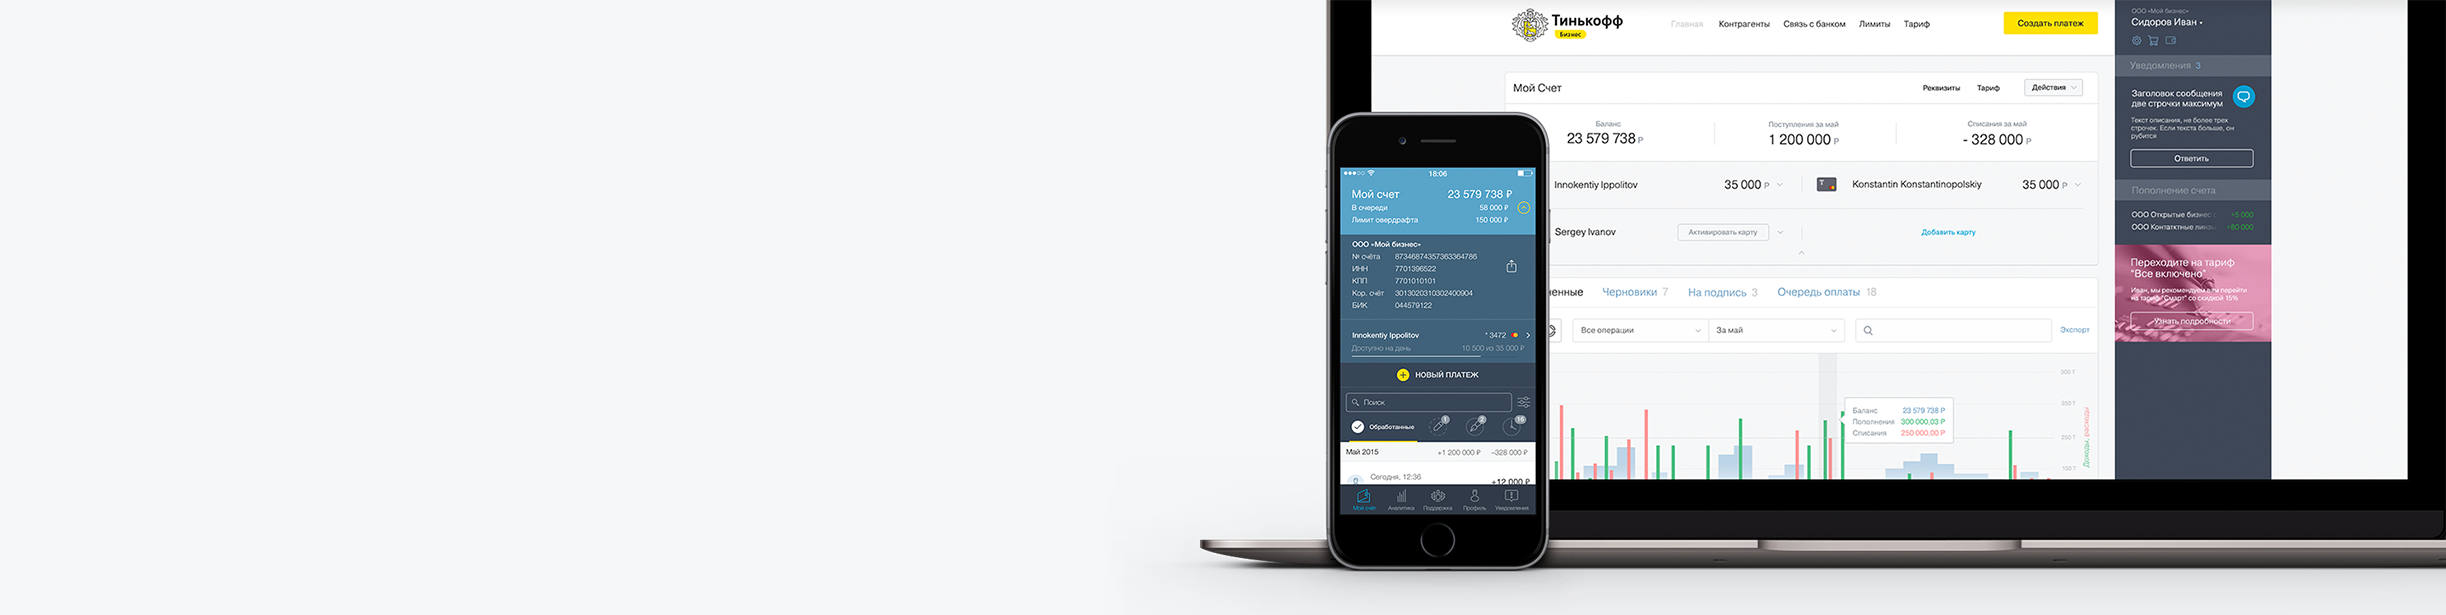 Тинькофф
Бизнес
Главная
Контрагенты
Связь с банком
Лимиты
Тариф
Создать платеж
Мой Счет
Реквизиты
Тариф
Действия
Баланс
23 579 738 Р
Поступления за май
1 200 000 Р
Списания за май
- 328 000 Р
Innokentiy Ippolitov
35 000 Р
Konstantin Konstantinopolskiy
35 000 Р
Sergey Ivanov
Активировать карту
Добавить карту
ненные
Черновики 7
На подпись 3
Очередь оплаты 18
Все операции
За май
Экспорт
300 Т
350 Т
250 Т
150 Т
Доходы, расходы
Баланс 23 579 738 Р
Пополнения 300 000,03 Р
Списания 250 000,00 Р
ООО «Мой бизнес»
Сидоров Иван
Уведомления 3
Заголовок сообщения
две строчки максимум
Текст описания, не более трех
строчек. Если текста больше, он
рубится
Ответить
Пополнение счета
ООО Открытые бизнес +5 000
ООО Контактные линзы +80 000
Переходите на тариф
"Все включено"
Иван, мы рекомендуем вам перейти
на тариф "Смарт" со скидкой 15%
Узнать подробности
18:06
Мой счет 23 579 738 ₽
В очереди 58 000 ₽
Лимит овердрафта 150 000 ₽
ООО «Мой бизнес»
№ счёта 87346874357363364786
ИНН 7701396522
КПП 7701010101
Кор. счёт 3013020310302400904
БИК 044579122
Innokentiy Ippolitov * 3472
Доступно на день 10 500 из 35 000 ₽
НОВЫЙ ПЛАТЕЖ
Поиск
Обработанные
1
2
16
Май 2015 +1 200 000 ₽ -328 000 ₽
Сегодня, 12:36
+12 000 ₽
Мой счет
Аналитика
Поддержка
Профиль
Уведомления